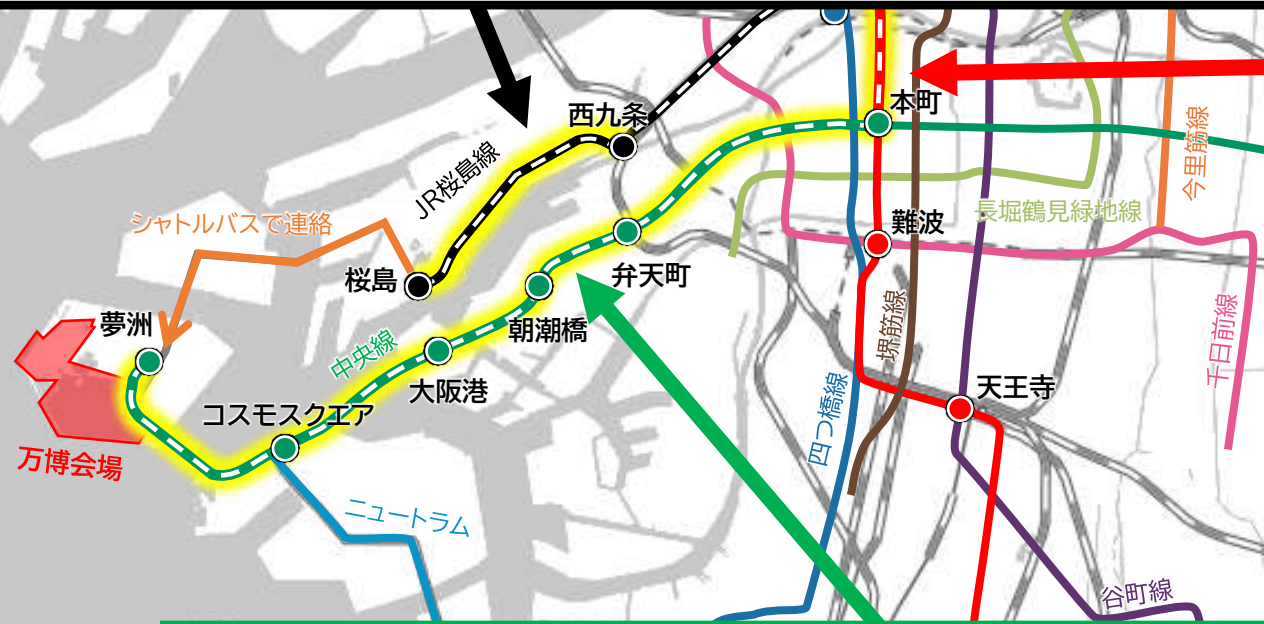 西九条
本町
JR桜島線
今里筋線
シャトルバスで連絡
長堀鶴見緑地線
難波
桜島
弁天町
夢洲
朝潮橋
堺筋線
千日前線
中央線
大阪港
四つ橋線
天王寺
コスモスクエア
万博会場
ニュートラム
谷町線